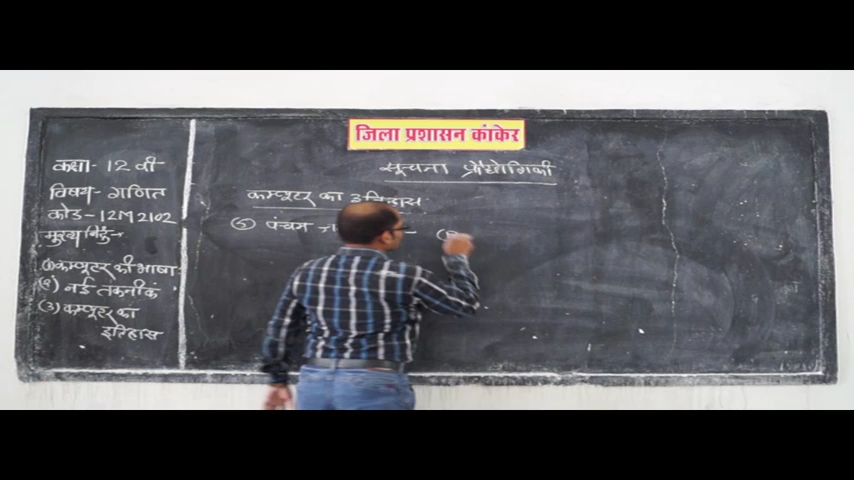 जिला प्रशासन कांकेर
सूचना प्रौद्योगिकी
कक्षा - 12 वी
विषय - गणित
कोड - 12M2102
मुख्य बिंदु →
(1) कम्प्यूटर की भाषा
(2) नई तकनीकें
(3) कम्प्यूटर का
इतिहास
कम्प्यूटर का इतिहास
(5) पंचम